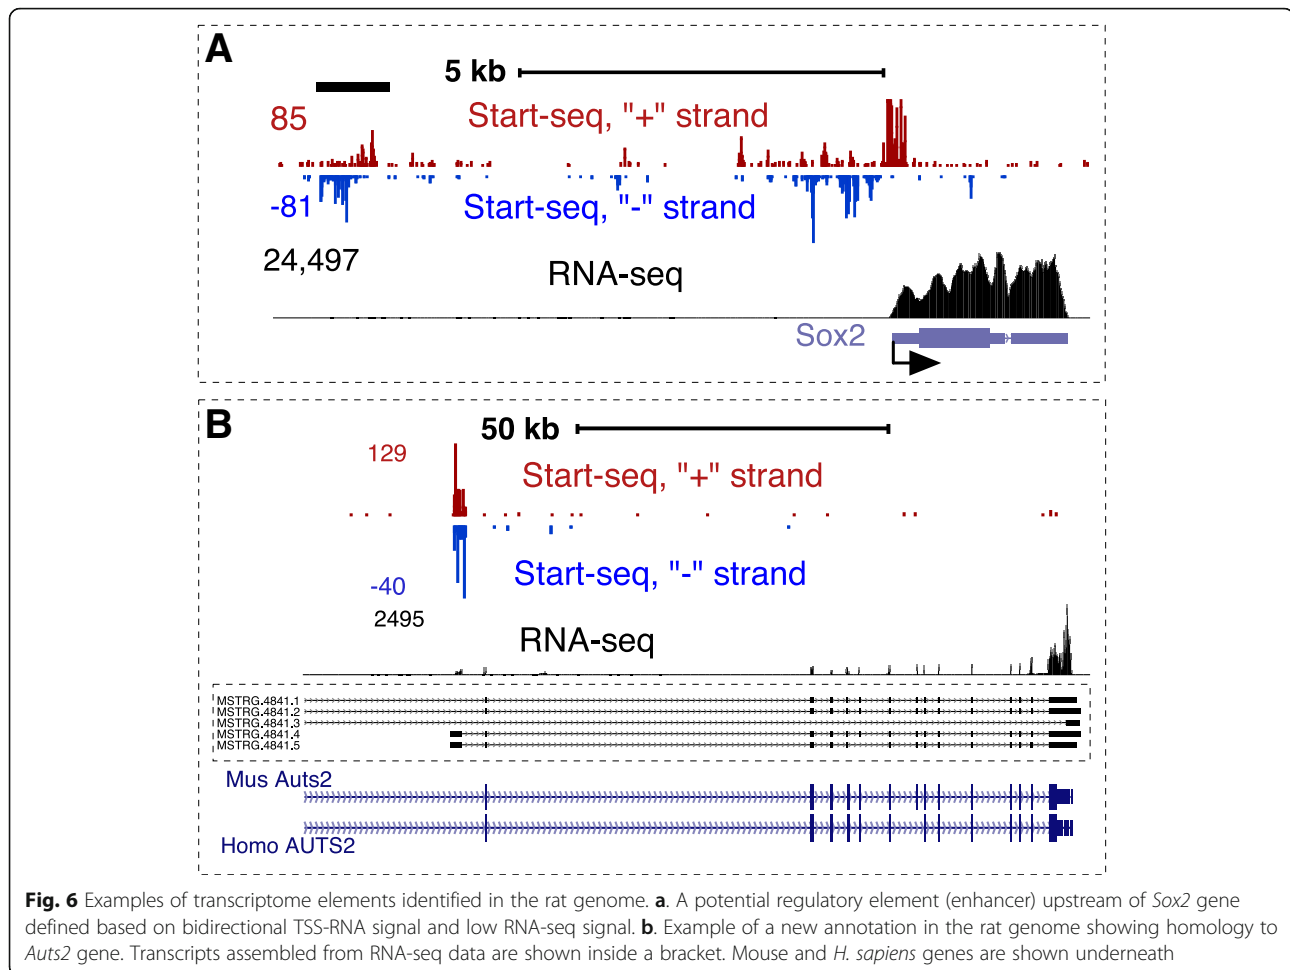 A
5 kb
85
Start-seq, "+" strand
-81
Start-seq, "-" strand
24,497
RNA-seq
Sox2
B
50 kb
129
Start-seq, "+" strand
-40
Start-seq, "-" strand
2495
RNA-seq
MSTRG.4841.1
MSTRG.4841.2
MSTRG.4841.3
MSTRG.4841.4
MSTRG.4841.5
Mus Auts2
Homo AUTS2
Fig. 6 Examples of transcriptome elements identified in the rat genome. a. A potential regulatory element (enhancer) upstream of Sox2 gene
defined based on bidirectional TSS-RNA signal and low RNA-seq signal. b. Example of a new annotation in the rat genome showing homology to
Auts2 gene. Transcripts assembled from RNA-seq data are shown inside a bracket. Mouse and H. sapiens genes are shown underneath